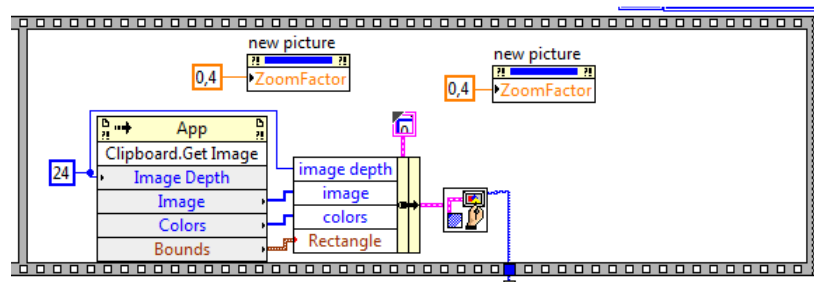 new picture
0,4
ZoomFactor
new picture
0,4
ZoomFactor
App
Clipboard.Get Image
24
Image Depth
Image
Colors
Bounds
image depth
image
colors
Rectangle